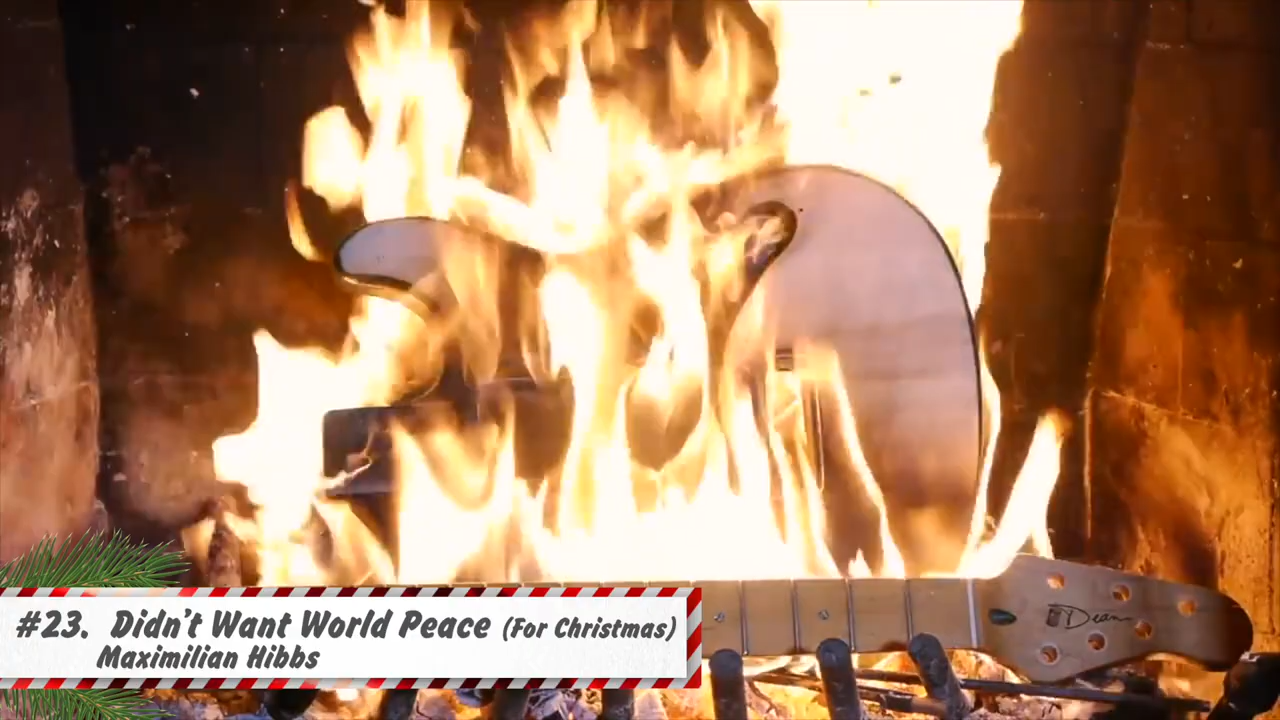 Dean
#23. Didn't Want World Peace (For Christmas)
Maximilian Hibbs